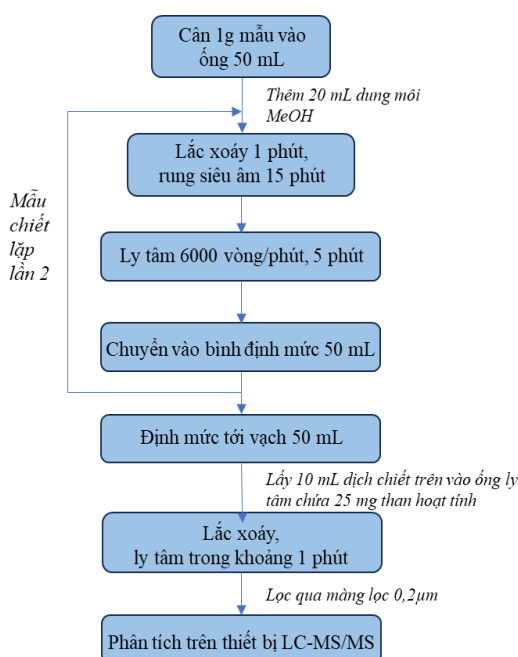 Cân 1g mẫu vào
ống 50 mL
Thêm 20 mL dung môi
MeOH
Lắc xoáy 1 phút,
rung siêu âm 15 phút
Mẫu
chiết
lặp
lần 2
Ly tâm 6000 vòng/phút, 5 phút
Chuyển vào bình định mức 50 mL
Định mức tới vạch 50 mL
Lấy 10 mL dịch chiết trên vào ống ly
tâm chứa 25 mg than hoạt tính
Lắc xoáy,
ly tâm trong khoảng 1 phút
Lọc qua màng lọc 0,2µm
Phân tích trên thiết bị LC-MS/MS